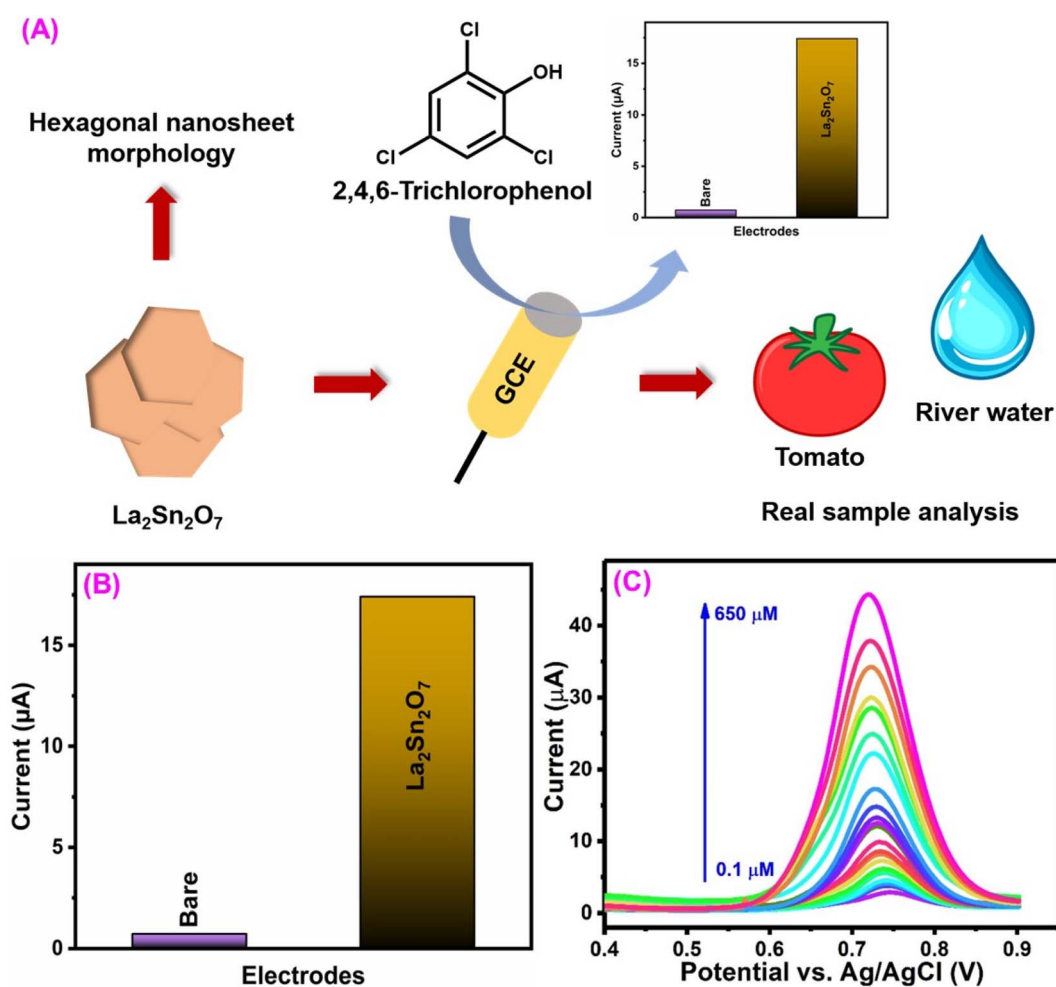 (A)
Cl
OH
Cl
Cl
2,4,6-Trichlorophenol
Hexagonal nanosheet
morphology
Current (µA)
15
10
5
0
Bare
La₂Sn₂O₇
Electrodes
La₂Sn₂O₇
GCE
Tomato
River water
Real sample analysis
(B)
Current (µA)
15
10
5
0
Bare
La₂Sn₂O₇
Electrodes
(C)
650 µM
0.1 µM
Current (µA)
40
30
20
10
0
0.4
0.5
0.6
0.7
0.8
0.9
Potential vs. Ag/AgCl (V)